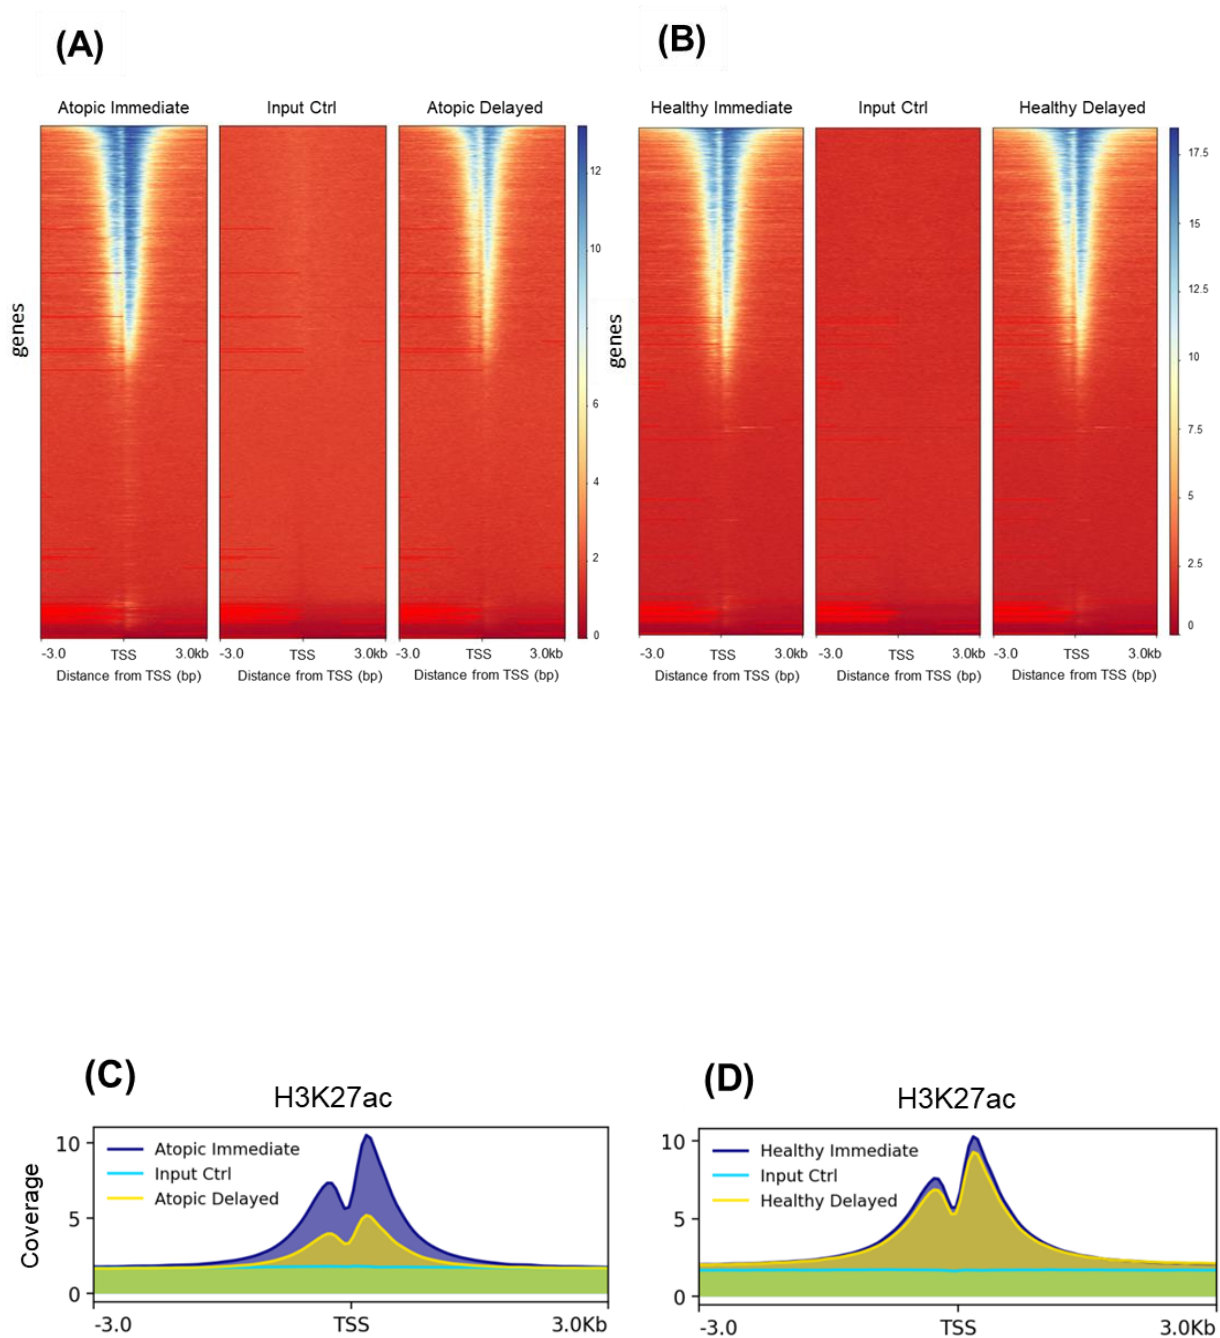 (A)
(B)
Atopic Immediate
Input Ctrl
Atopic Delayed
Healthy Immediate
Input Ctrl
Healthy Delayed
genes
12
10
6
4
2
0
genes
17.5
15
12.5
10
7.5
5
2.5
0
-3.0 TSS 3.0kb
-3.0 TSS 3.0kb
-3.0 TSS 3.0kb
-3.0 TSS 3.0kb
-3.0 TSS 3.0kb
-3.0 TSS 3.0kb
Distance from TSS (bp)
Distance from TSS (bp)
Distance from TSS (bp)
Distance from TSS (bp)
Distance from TSS (bp)
Distance from TSS (bp)
(C)
H3K27ac
Coverage
10
5
0
Atopic Immediate
Input Ctrl
Atopic Delayed
-3.0 TSS 3.0Kb
(D)
H3K27ac
10
5
0
Healthy Immediate
Input Ctrl
Healthy Delayed
-3.0 TSS 3.0Kb